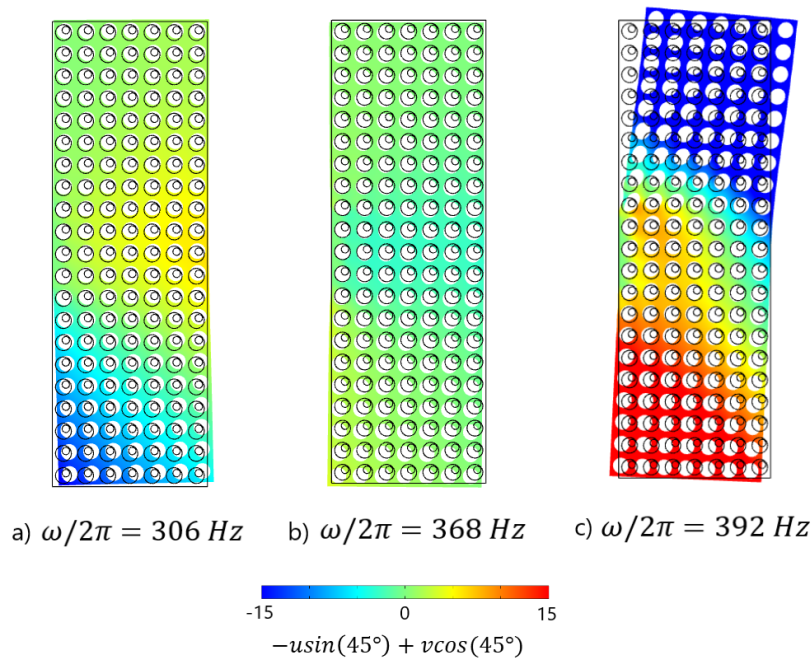 a) ω/2π = 306 Hz b) ω/2π = 368 Hz c) ω/2π = 392 Hz
-15 0 15
−usin(45°) + vcos(45°)